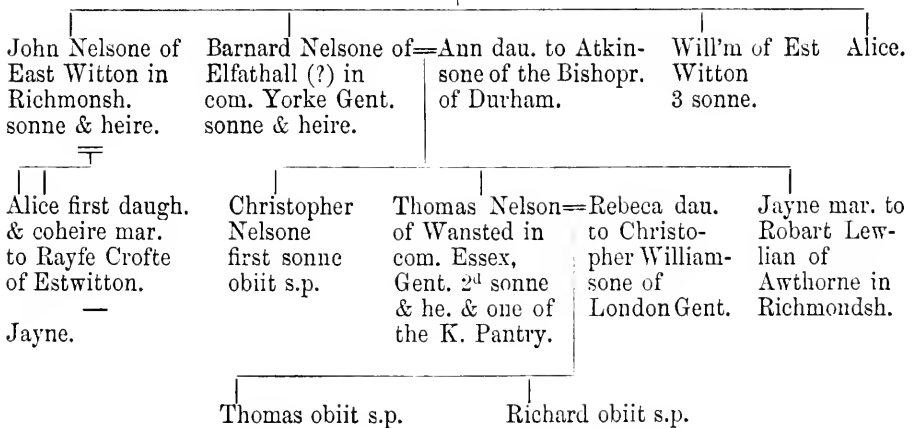 John Nelsone of
East Witton in
Richmonsh.
sonne & heire.
Barnard Nelsone of=Ann dau. to Atkin-
Elfathall (?) in
com. Yorke Gent.
sonne & heire.
sone of the Bishopr.
of Durham.
Will'm of Est
Witton
3 sonne.
Alice.
Alice first daugh.
& coheire mar.
to Rayfe Crofte
of Estwitton.
—
Jayne.
Christopher
Nelsone
first sonne
obiit s.p.
Thomas Nelson=Rebeca dau.
of Wansted in
com. Essex,
Gent. 2d sonne
& he. & one of
the K. Pantry.
to Christo-
pher William-
sone of
London Gent.
Jayne mar. to
Robart Lew-
lian of
Awthorne in
Richmondsh.
Thomas obiit s.p.
Richard obiit s.p.